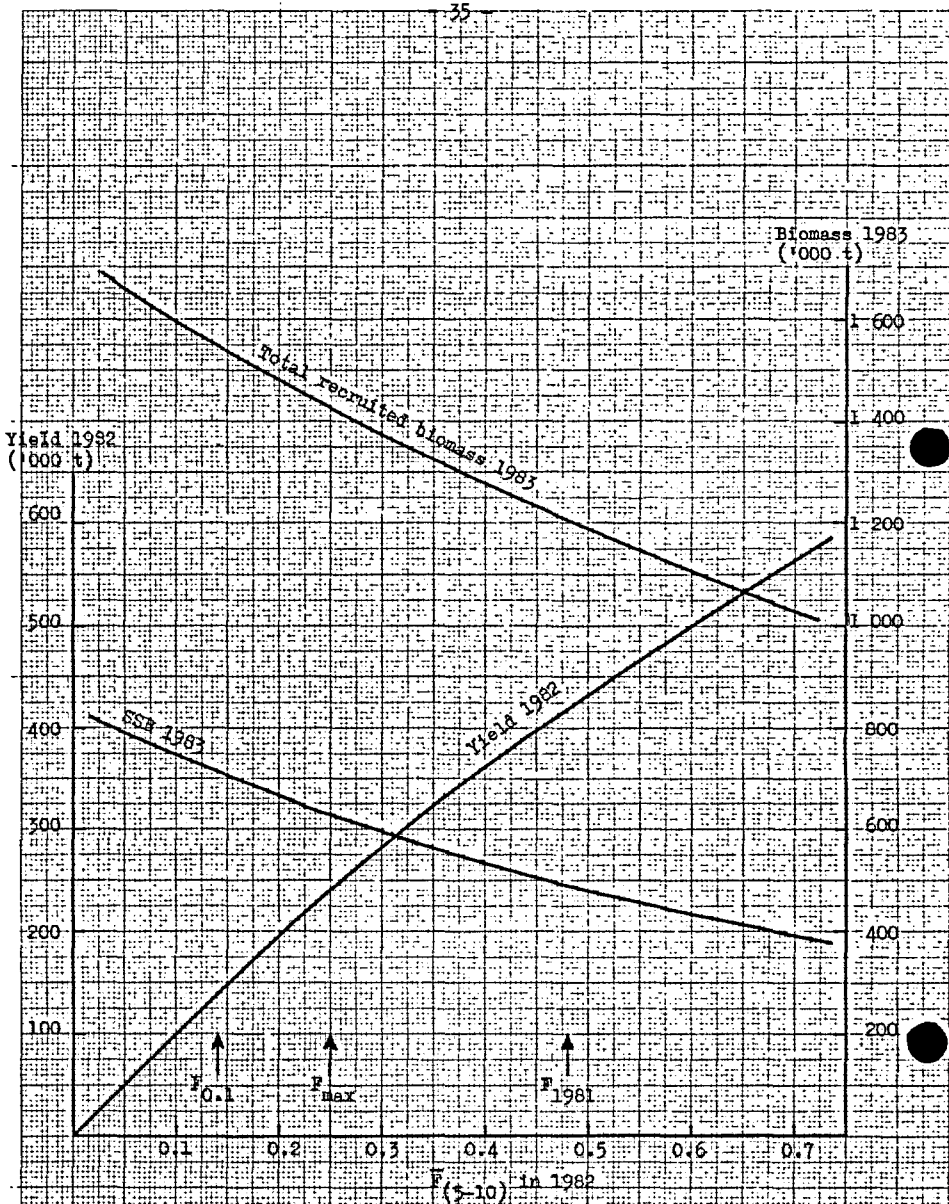 - 35 -
Biomass 1983
('000 t)
1 600
Total recruited biomass 1983
1 400
Yield 1982
('000 t)
600
1 200
500
1 000
SSB 1983
Yield 1982
400
800
300
600
200
400
100
200
F0.1
Fmax
F1981
0.1 0.2 0.3 0.4 0.5 0.6 0.7
F̅(5-10) in 1982